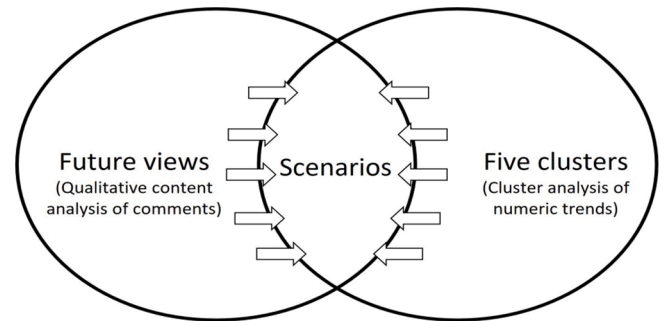 Future views
(Qualitative content
analysis of comments)
Scenarios
Five clusters
(Cluster analysis of
numeric trends)